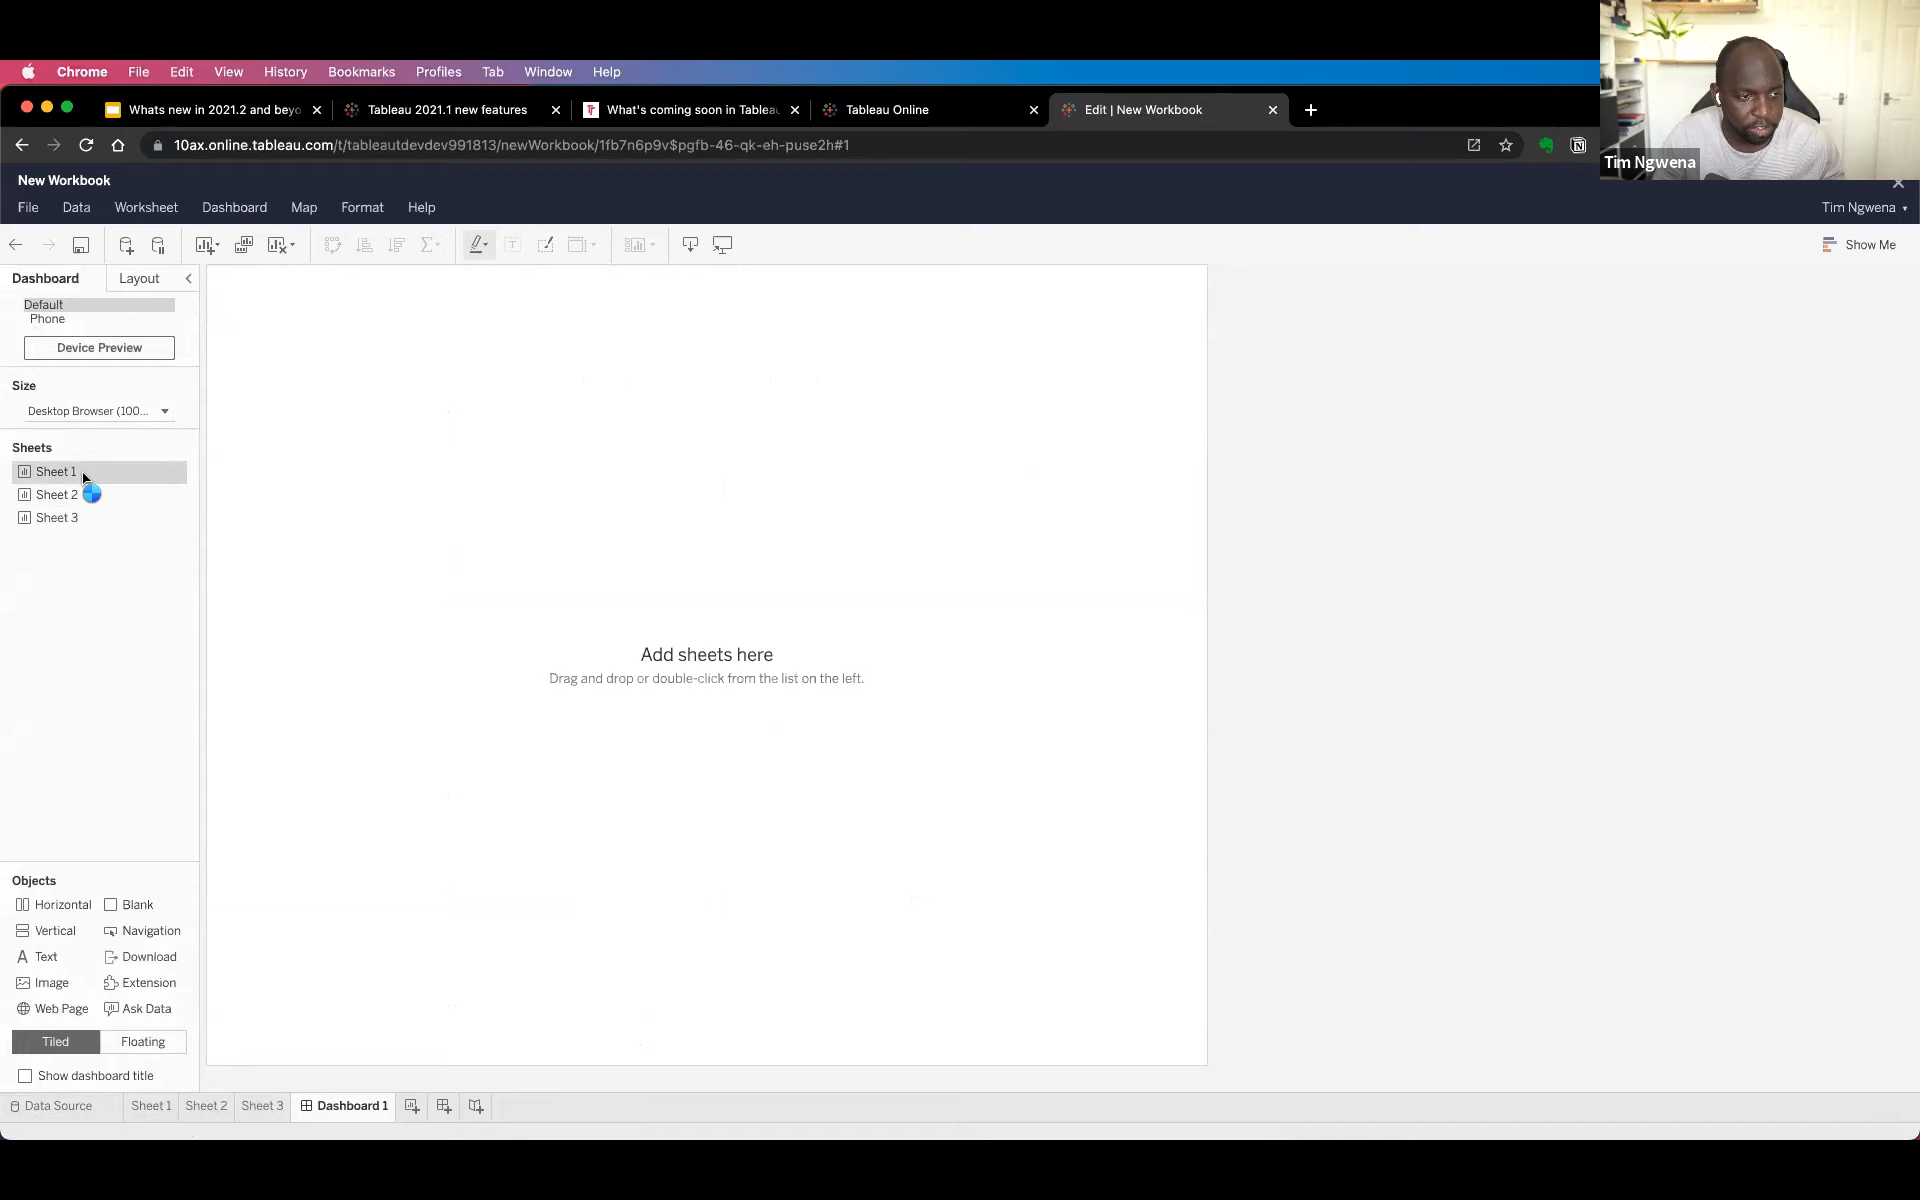 Chrome File Edit View History Bookmarks Profiles Tab Window Help
Whats new in 2021.2 and beyo Tableau 2021.1 new features What's coming soon in Tableau Tableau Online Edit | New Workbook
10ax.online.tableau.com/t/tableautdevdev991813/newWorkbook/1fb7n6p9v$pgfb-46-qk-eh-puse2h#1
Tim Ngwena
New Workbook
File Data Worksheet Dashboard Map Format Help Tim Ngwena
Show Me
Dashboard Layout
Default
Phone
Device Preview
Size
Desktop Browser (100...
Sheets
Sheet 1
Sheet 2
Sheet 3
Add sheets here
Drag and drop or double-click from the list on the left.
Objects
Horizontal Blank
Vertical Navigation
A Text Download
Image Extension
Web Page Ask Data
Tiled Floating
Show dashboard title
Data Source Sheet 1 Sheet 2 Sheet 3 Dashboard 1